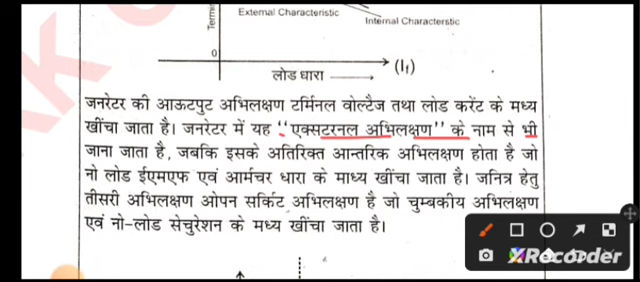 External Characteristic
Internal Characterstic
0
(I₁)
लोड धारा
जनरेटर की आऊटपुट अभिलक्षण टर्मिनल वोल्टैज तथा लोड करेंट के मध्य
खींचा जाता है। जनरेटर में यह “एक्सटरनल अभिलक्षण” के नाम से भी
जाना जाता है, जबकि इसके अतिरिक्त आन्तरिक अभिलक्षण होता है जो
नो लोड ईएमएफ एवं आर्मचर धारा के माध्य खींचा जाता है। जनित्र हेतु
तीसरी अभिलक्षण ओपन सर्किट अभिलक्षण है जो चुम्बकीय अभिलक्षण
एवं नो-लोड सेचुरेशन के मध्य खींचा जाता है।
XRecorder